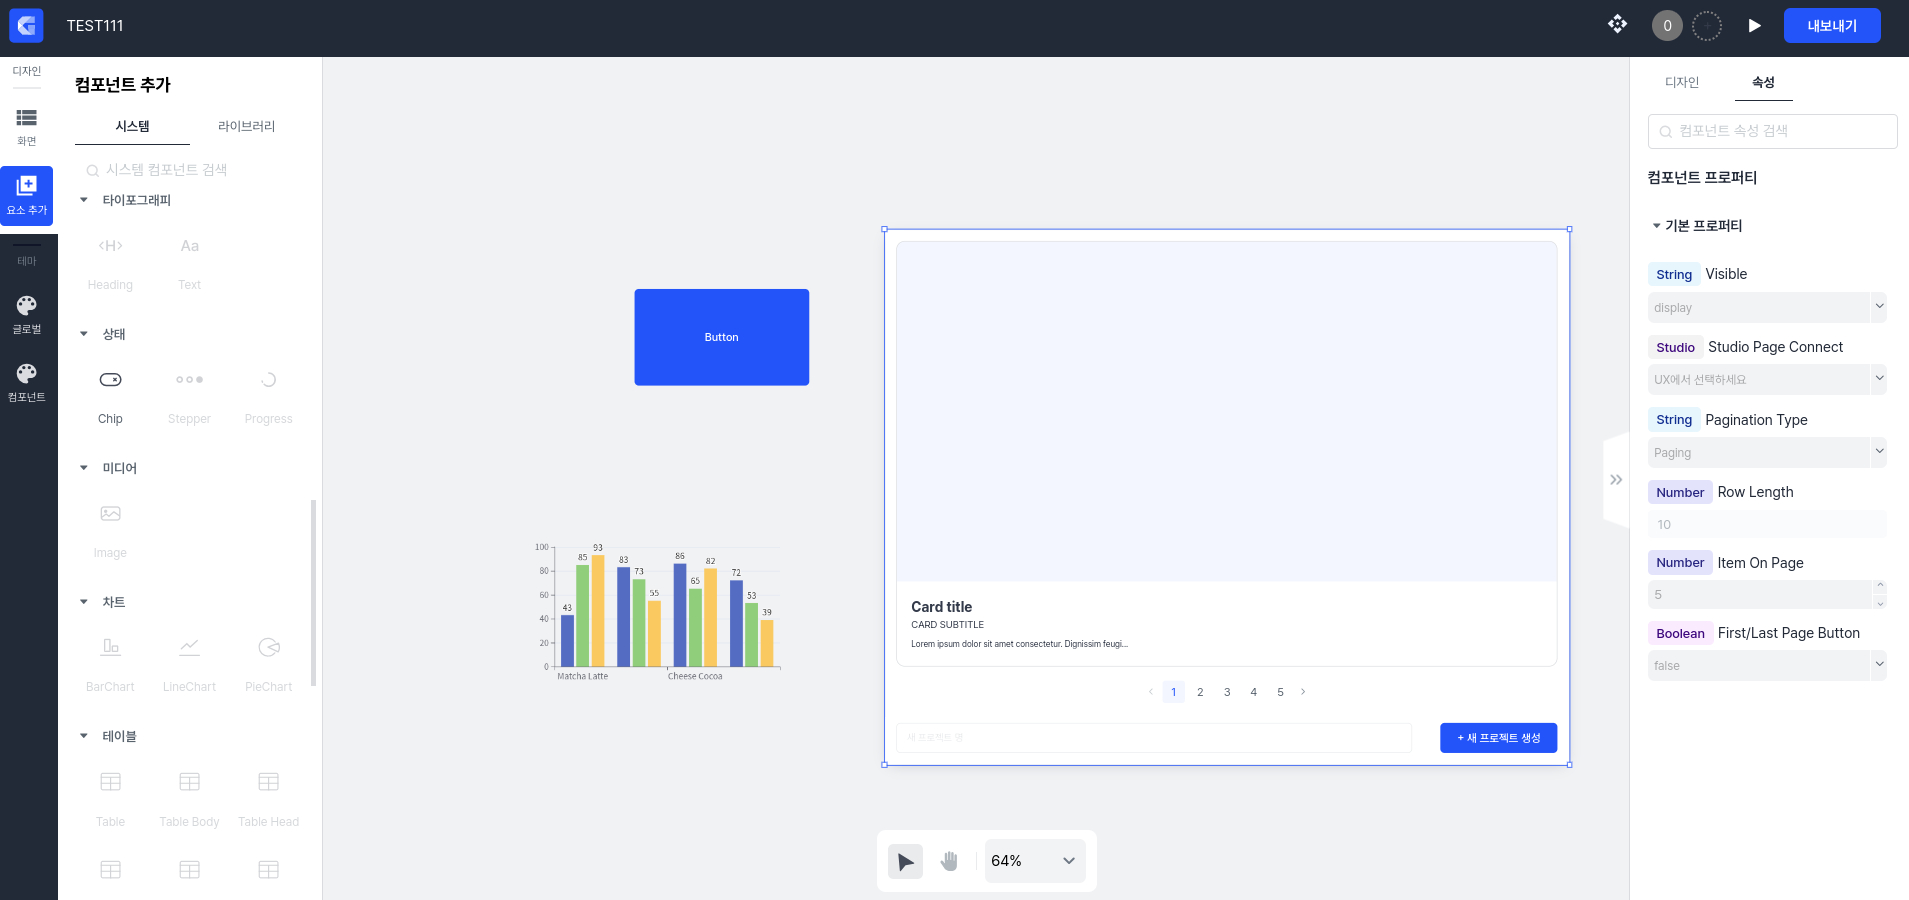 TEST111
0
내보내기
디자인
화면
요소 추가
테마
글로벌
컴포넌트
컴포넌트 추가
시스템
라이브러리
시스템 컴포넌트 검색
타이포그래피
<H>
Aa
Heading
Text
상태
Chip
Stepper
Progress
미디어
Image
차트
BarChart
LineChart
PieChart
테이블
Table
Table Body
Table Head
Button
100
80
60
40
20
0
43
85
93
83
73
55
86
65
82
72
53
39
Matcha Latte
Cheese Cocoa
Card title
CARD SUBTITLE
Lorem ipsum dolor sit amet consectetur. Dignissim feugi...
1
2
3
4
5
새 프로젝트 명
+ 새 프로젝트 생성
64%
디자인
속성
컴포넌트 속성 검색
컴포넌트 프로퍼티
기본 프로퍼티
String Visible
display
Studio Studio Page Connect
UX에서 선택하세요
String Pagination Type
Paging
Number Row Length
10
Number Item On Page
5
Boolean First/Last Page Button
false